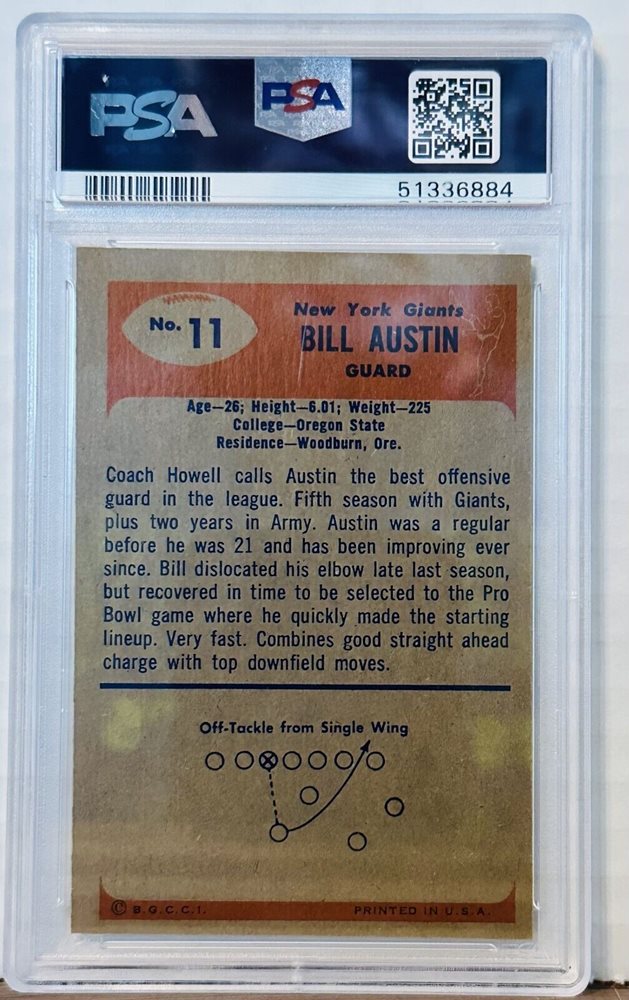 PSA
PSA
51336884
No. 11
New York Giants
BILL AUSTIN
GUARD
Age—26; Height—6.01; Weight—225
College—Oregon State
Residence—Woodburn, Ore.
Coach Howell calls Austin the best offensive
guard in the league. Fifth season with Giants,
plus two years in Army. Austin was a regular
before he was 21 and has been improving ever
since. Bill dislocated his elbow late last season,
but recovered in time to be selected to the Pro
Bowl game where he quickly made the starting
lineup. Very fast. Combines good straight ahead
charge with top downfield moves.
Off-Tackle from Single Wing
© B.G.C.C.I.
PRINTED IN U.S.A.